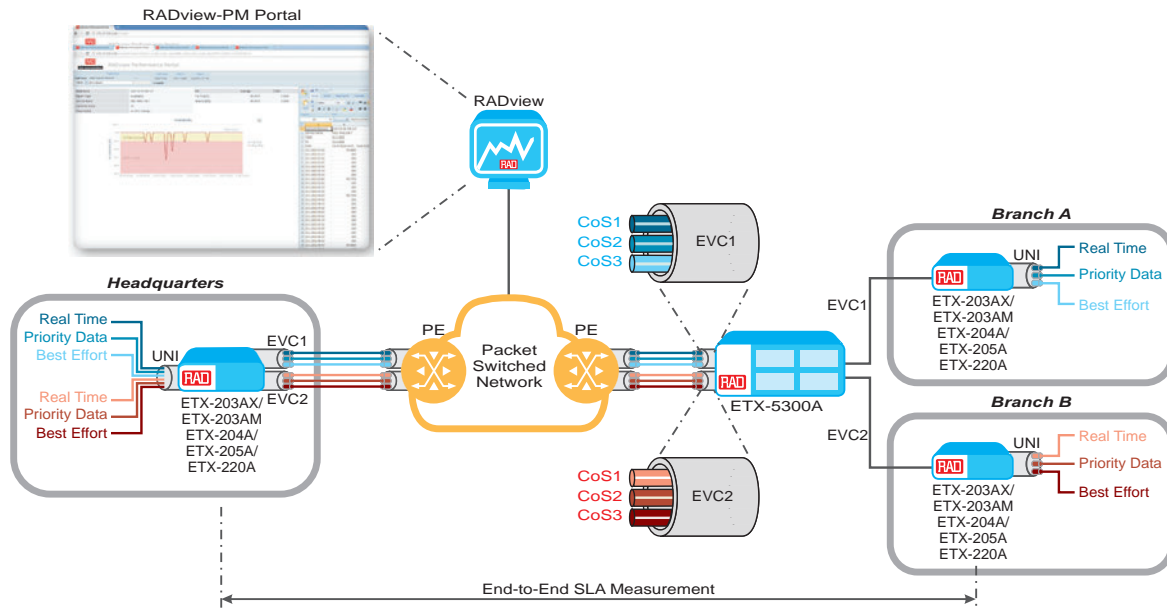 RADview-PM Portal
RADview
RAD
Headquarters
Real Time
Priority Data
Best Effort
UNI
Real Time
Priority Data
Best Effort
RAD
ETX-203AX/
ETX-203AM
ETX-204A/
ETX-205A/
ETX-220A
EVC1
EVC2
PE
Packet
Switched
Network
PE
CoS1
CoS2
CoS3
EVC1
CoS1
CoS2
CoS3
EVC2
RAD
ETX-5300A
EVC1
EVC2
Branch A
RAD
UNI
Real Time
Priority Data
Best Effort
ETX-203AX/
ETX-203AM
ETX-204A/
ETX-205A
ETX-220A
Branch B
RAD
UNI
Real Time
Priority Data
Best Effort
ETX-203AX/
ETX-203AM
ETX-204A/
ETX-205A
ETX-220A
End-to-End SLA Measurement